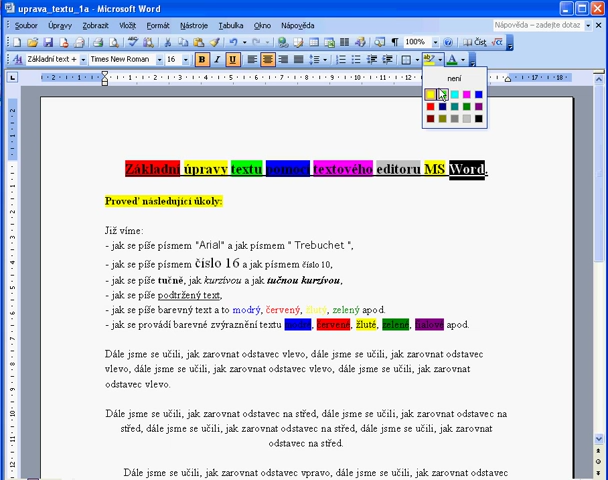 uprava_textu_1a - Microsoft Word
Soubor Úpravy Zobrazit Vložit Formát Nástroje Tabulka Okno Nápověda Nápověda – zadejte dotaz
100% Číst
Základní text + Times New Roman 16 B I U
není
Základní úpravy textu pomocí textového editoru MS Word.
Proveď následující úkoly:
Již víme:
- jak se píše písmem "Arial" a jak písmem " Trebuchet ",
- jak se píše písmem číslo 16 a jak písmem číslo 10,
- jak se píše tučně, jak kurzívou a jak tučnou kurzívou,
- jak se píše podtržený text,
- jak se píše barevný text a to modrý, červený, žlutý, zelený apod.
- jak se provádí barevné zvýraznění textu modré, červené, žluté, zelené, fialové apod.
Dále jsme se učili, jak zarovnat odstavec vlevo, dále jsme se učili, jak zarovnat odstavec
vlevo, dále jsme se učili, jak zarovnat odstavec vlevo, dále jsme se učili, jak zarovnat
odstavec vlevo.
Dále jsme se učili, jak zarovnat odstavec na střed, dále jsme se učili, jak zarovnat odstavec na
střed, dále jsme se učili, jak zarovnat odstavec na střed, dále jsme se učili, jak zarovnat
odstavec na střed.
Dále jsme se učili, jak zarovnat odstavec vpravo, dále jsme se učili, jak zarovnat odstavec